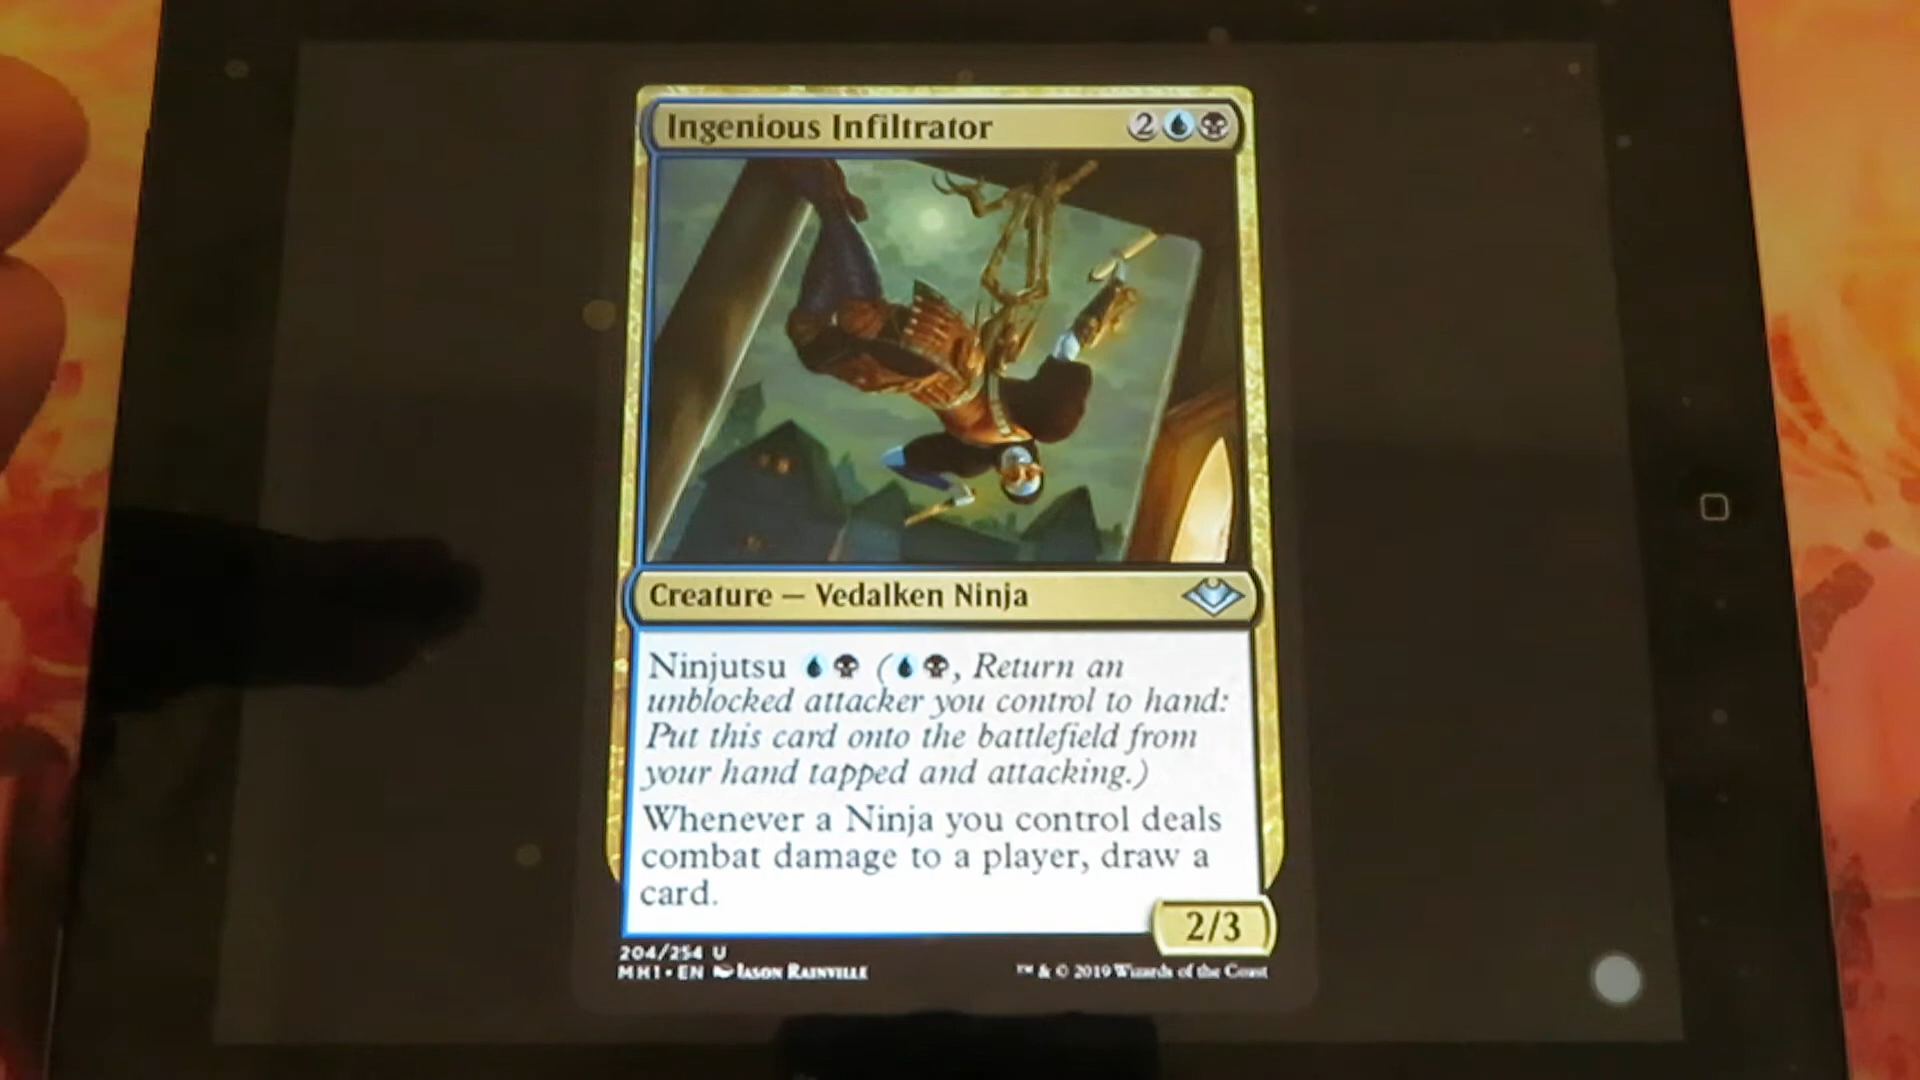 Ingenious Infiltrator 2
Creature — Vedalken Ninja
Ninjutsu (, Return an
unblocked attacker you control to hand:
Put this card onto the battlefield from
your hand tapped and attacking.)
Whenever a Ninja you control deals
combat damage to a player, draw a
card.
2/3
204/254 U
MH1 • EN Jason Rainville
™ & © 2019 Wizards of the Coast